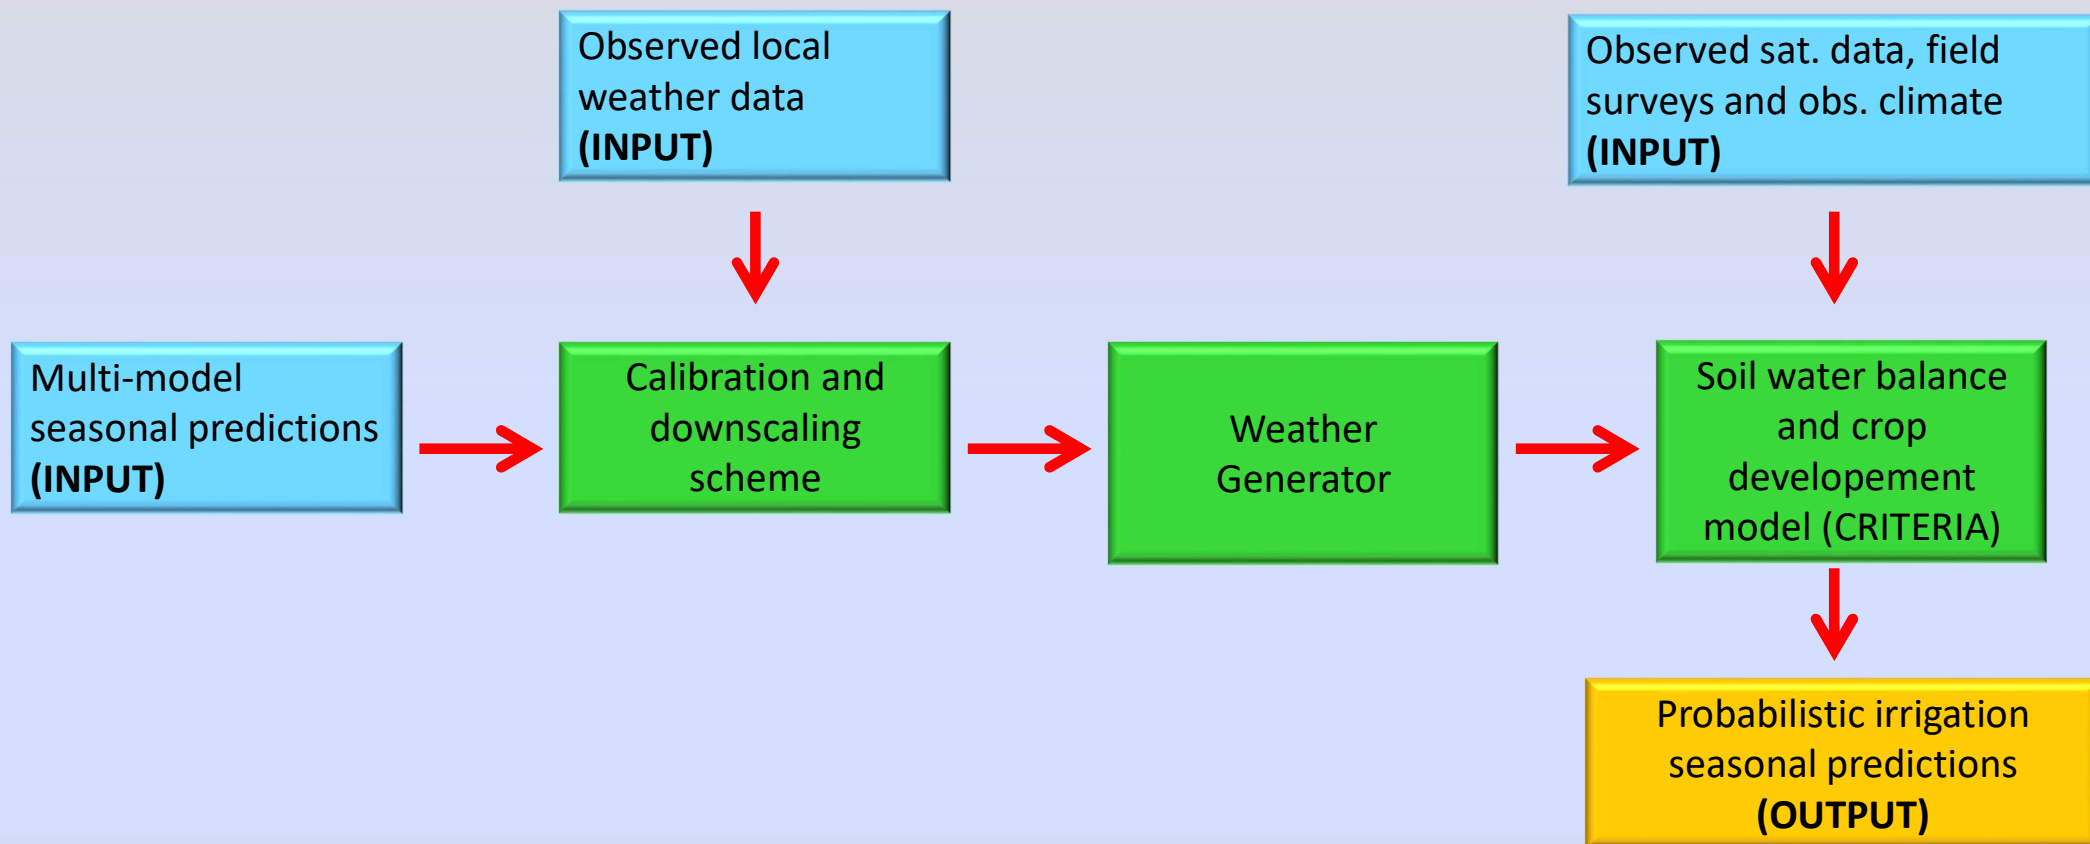 Observed local
weather data
(INPUT)
Observed sat. data, field
surveys and obs. climate
(INPUT)
Multi-model
seasonal predictions
(INPUT)
Calibration and
downscaling
scheme
Weather
Generator
Soil water balance
and crop
developement
model (CRITERIA)
Probabilistic irrigation
seasonal predictions
(OUTPUT)